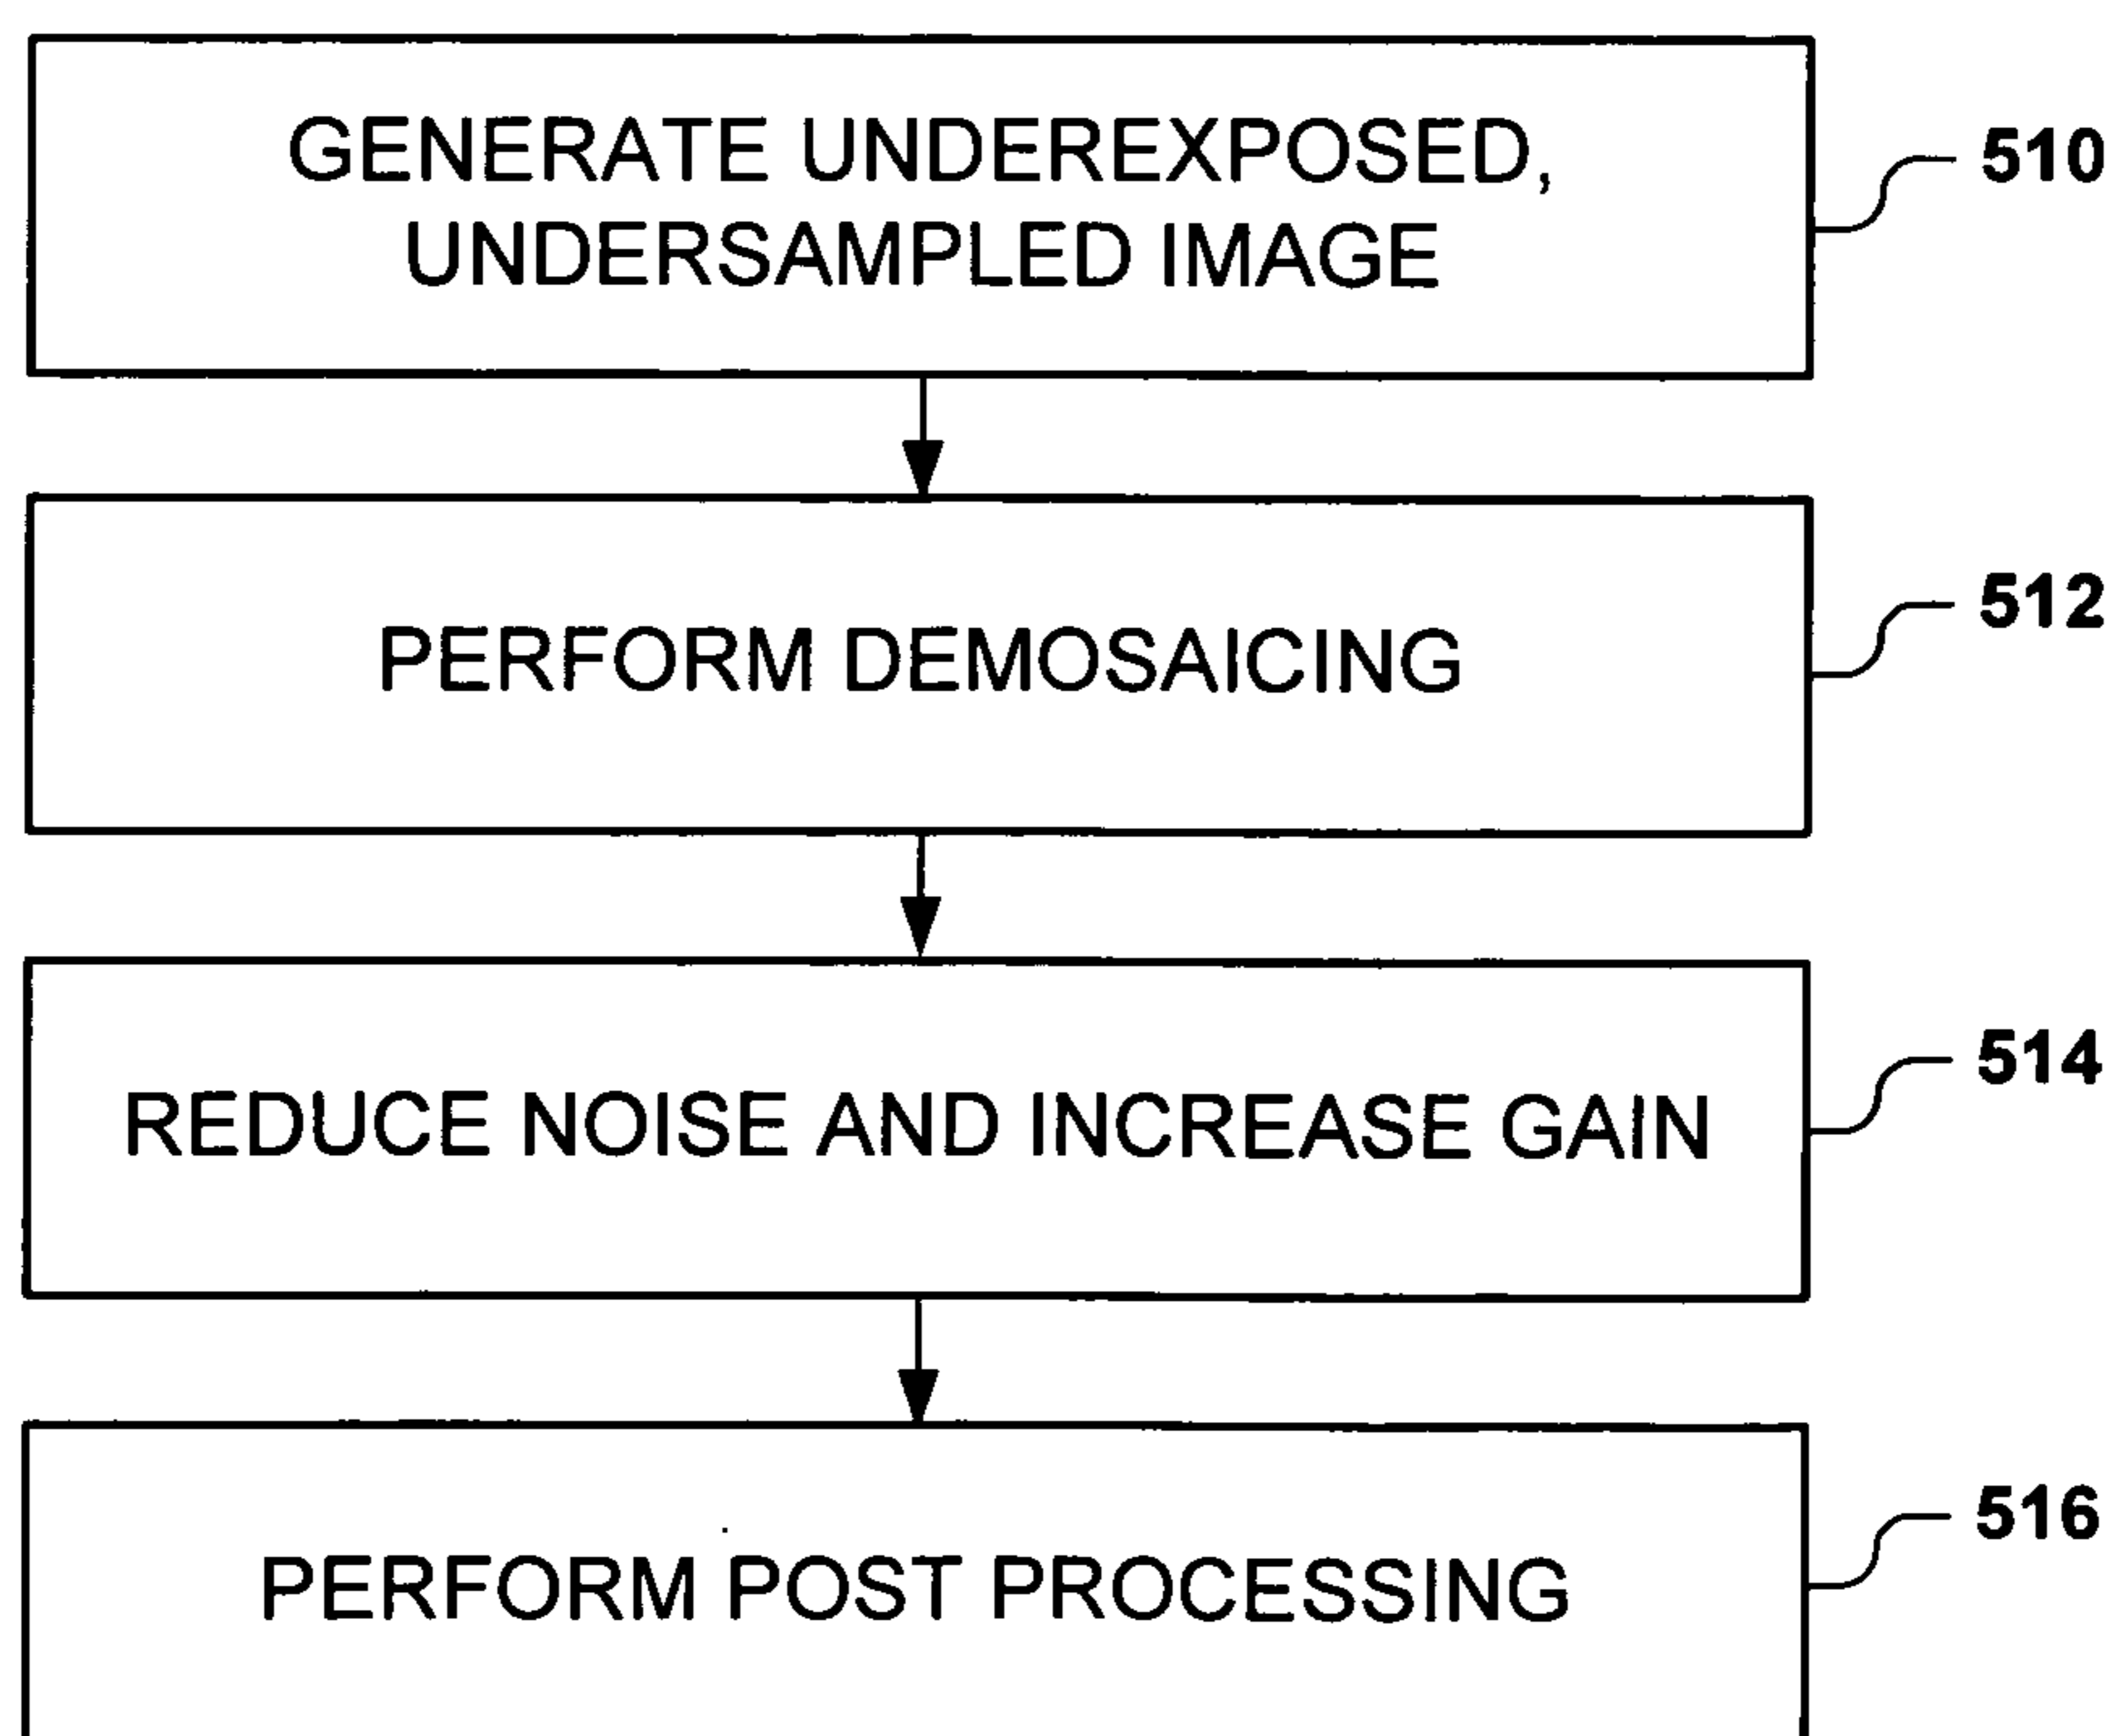 GENERATE UNDEREXPOSED,
UNDERSAMPLED IMAGE
510
PERFORM DEMOSAICING
512
REDUCE NOISE AND INCREASE GAIN
514
PERFORM POST PROCESSING
516